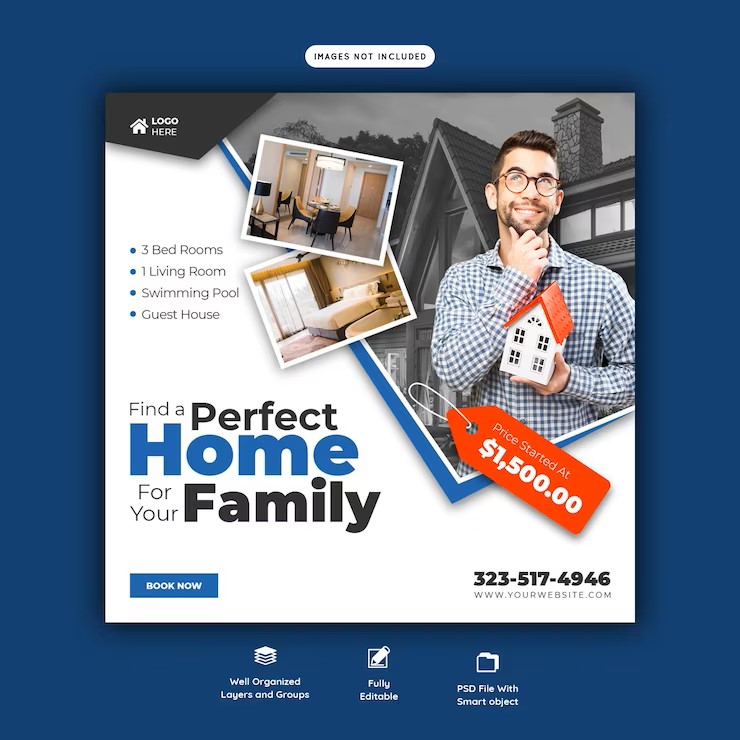 IMAGES NOT INCLUDED
LOGO
HERE
3 Bed Rooms
1 Living Room
Swimming Pool
Guest House
Find a Perfect
Home
For
Your Family
Price Started At
$1,500.00
BOOK NOW
323-517-4946
WWW.YOURWEBSITE.COM
Well Organized
Layers and Groups
Fully
Editable
PSD File With
Smart object